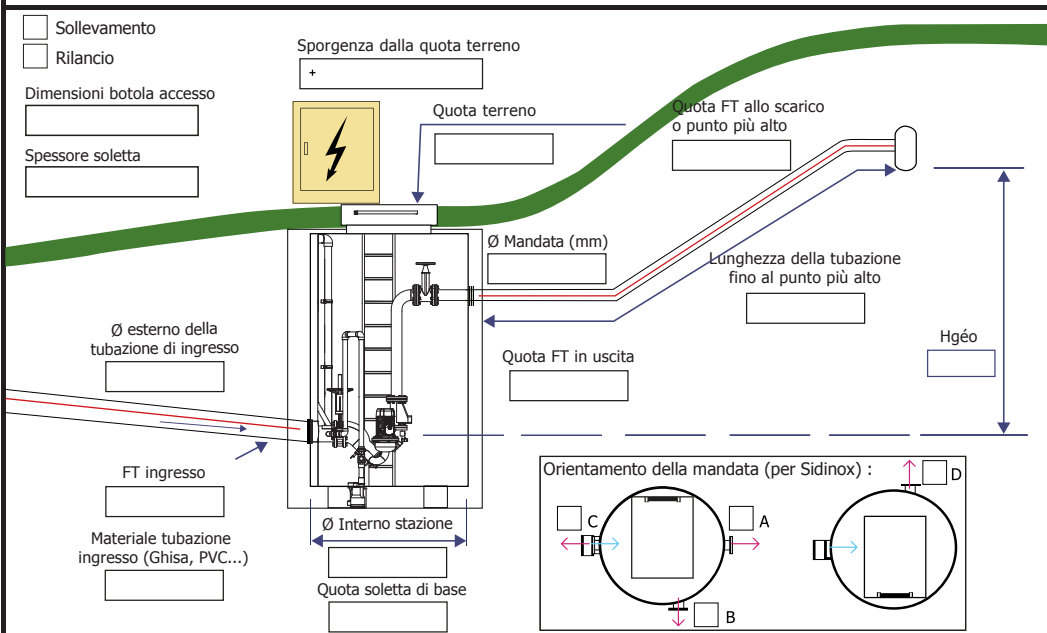 Sollevamento
Rilancio
Dimensioni botola accesso
Spessore soletta
Sporgenza dalla quota terreno
+
Quota terreno
Quota FT allo scarico
o punto più alto
Ø Mandata (mm)
Lunghezza della tubazione
fino al punto più alto
Hgéo
Ø esterno della
tubazione di ingresso
Quota FT in uscita
FT ingresso
Materiale tubazione
ingresso (Ghisa, PVC...)
Ø Interno stazione
Quota soletta di base
Orientamento della mandata (per Sidinox) :
C
A
B
D